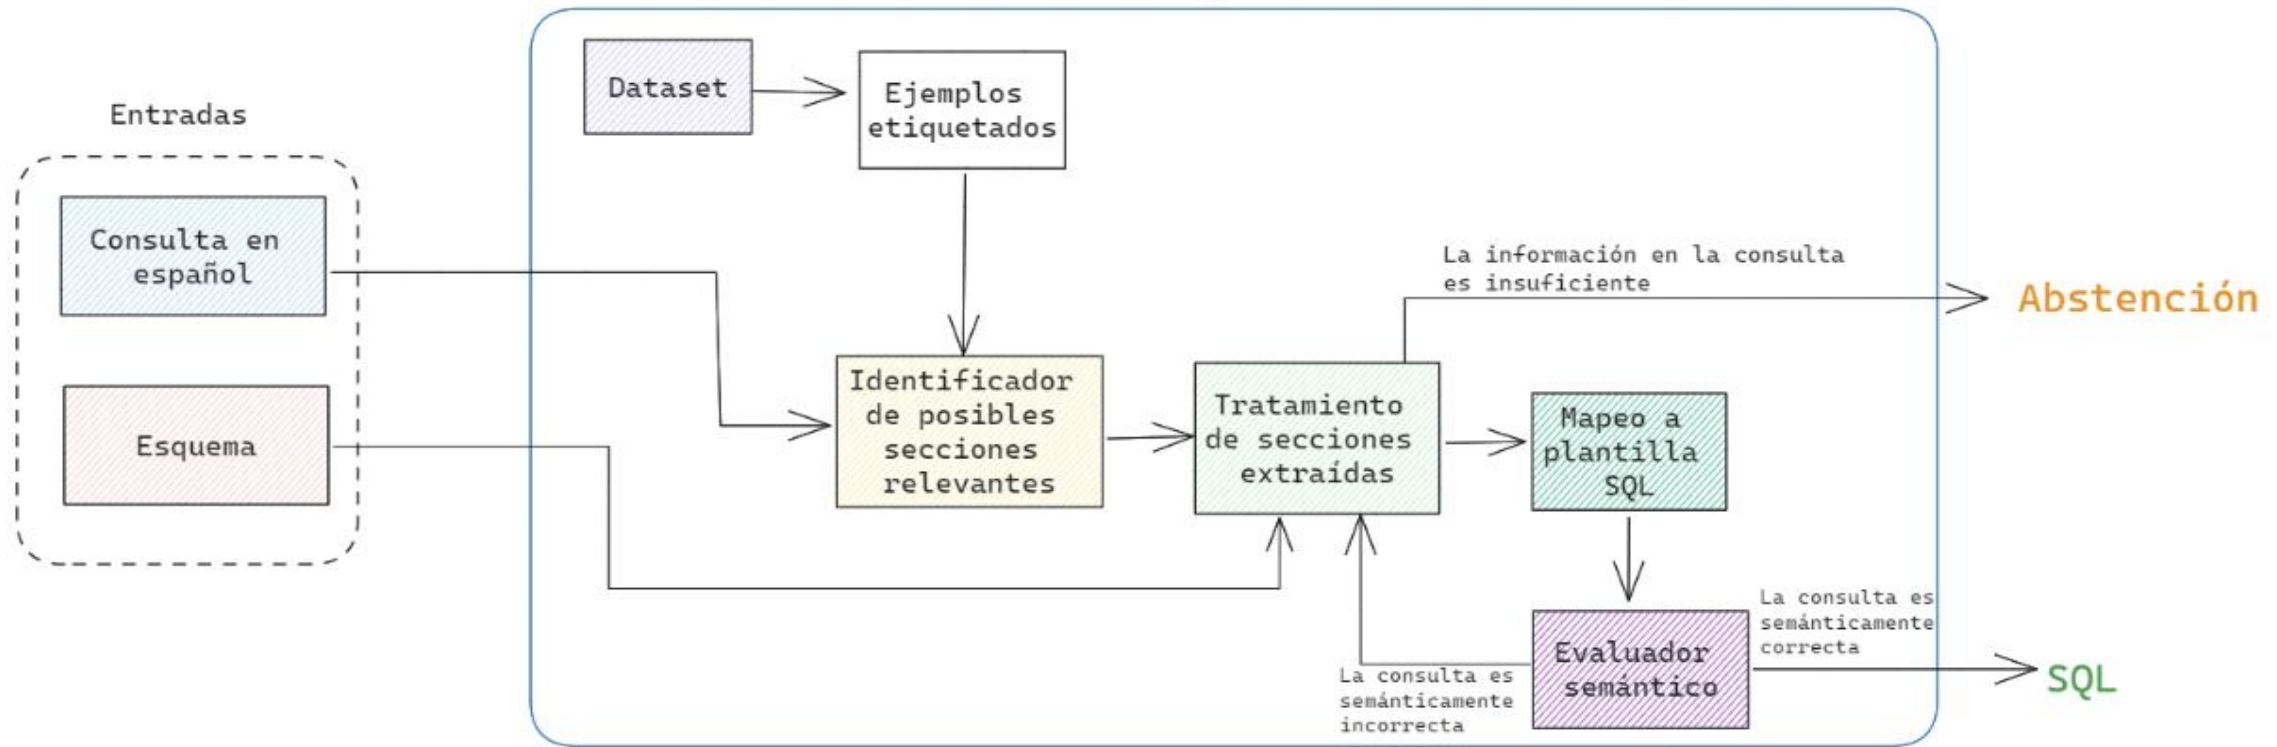 Entradas
Consulta en
español
Esquema
Dataset
Ejemplos
etiquetados
Identificador
de posibles
secciones
relevantes
Tratamiento
de secciones
extraídas
La información en la consulta
es insuficiente
Abstención
Mapeo a
plantilla
SQL
Evaluador
semántico
La consulta es
semánticamente
incorrecta
La consulta es
semánticamente
correcta
SQL